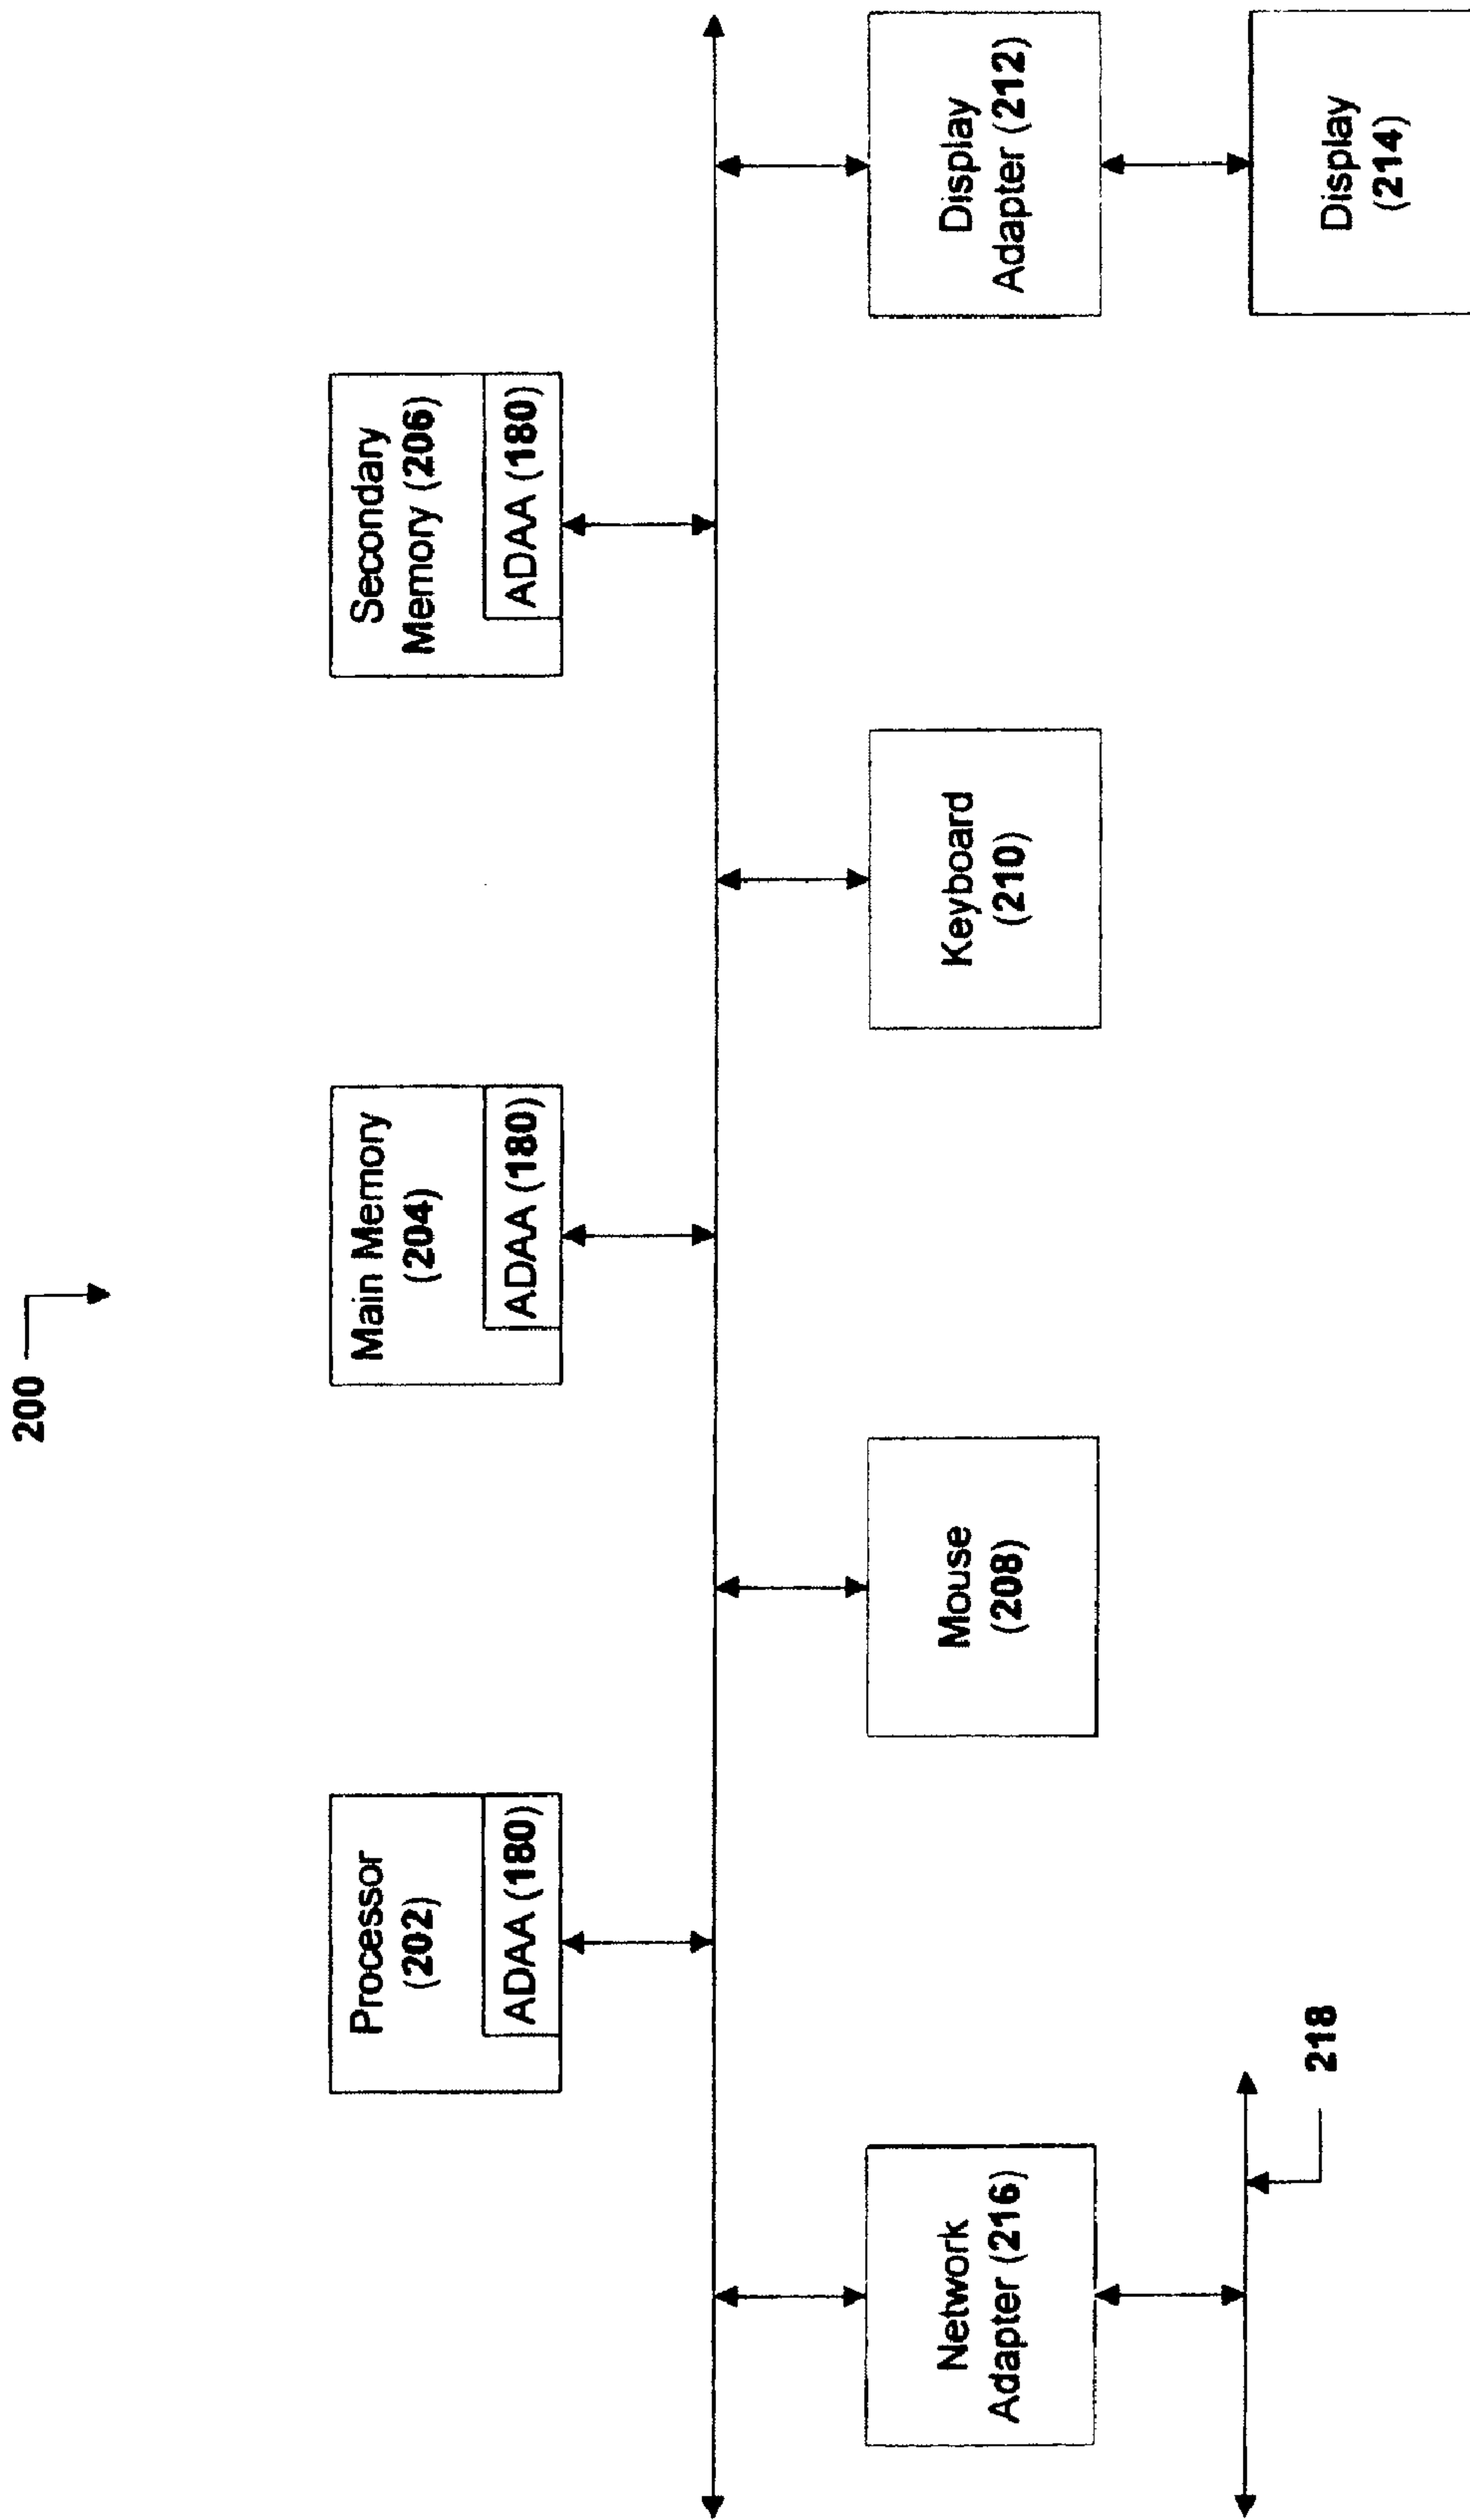 200
Processor
(202)
ADAA (180)
Main Memory
(204)
ADAA (180)
Secondary
Memory (206)
ADAA (180)
Network
Adapter (216)
Mouse
(208)
Keyboard
(210)
Display
Adapter (212)
218
Display
(214)